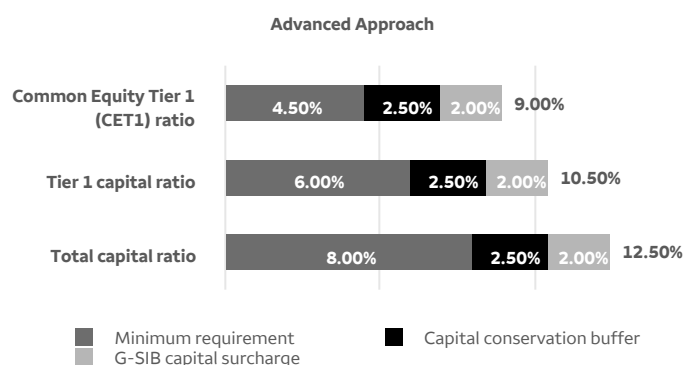 Advanced Approach
Common Equity Tier 1
(CET1) ratio
4.50%
2.50%
2.00%
9.00%
Tier 1 capital ratio
6.00%
2.50%
2.00%
10.50%
Total capital ratio
8.00%
2.50%
2.00%
12.50%
Minimum requirement
Capital conservation buffer
G-SIB capital surcharge